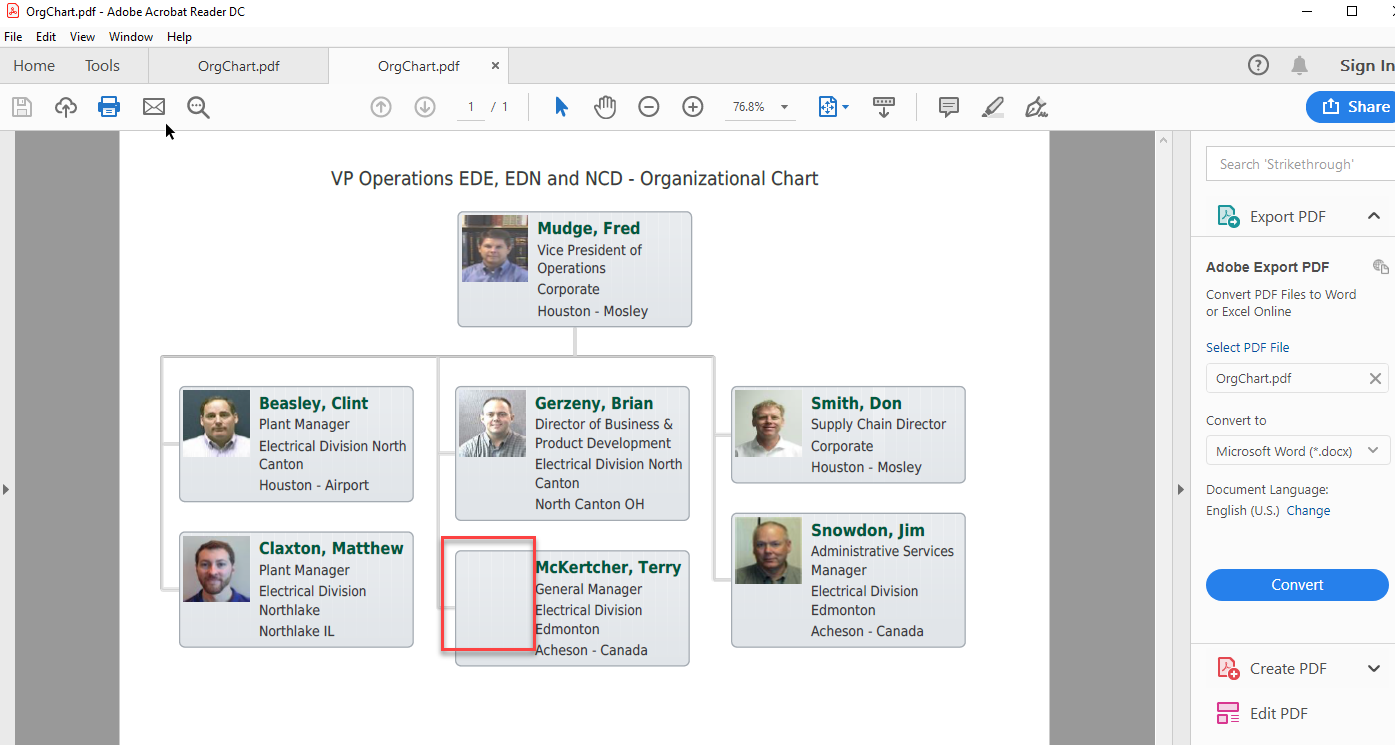 OrgChart.pdf - Adobe Acrobat Reader DC
File Edit View Window Help
Home Tools OrgChart.pdf OrgChart.pdf × Sign In
1 / 1 76.8% Share
Search 'Strikethrough'
Export PDF
Adobe Export PDF
Convert PDF Files to Word
or Excel Online
Select PDF File
OrgChart.pdf
Convert to
Microsoft Word (*.docx)
Document Language:
English (U.S.) Change
Convert
Create PDF
Edit PDF
VP Operations EDE, EDN and NCD - Organizational Chart
Mudge, Fred
Vice President of
Operations
Corporate
Houston - Mosley
Beasley, Clint
Plant Manager
Electrical Division North
Canton
Houston - Airport
Claxton, Matthew
Plant Manager
Electrical Division
Northlake
Northlake IL
Gerzeny, Brian
Director of Business &
Product Development
Electrical Division North
Canton
North Canton OH
McKertcher, Terry
General Manager
Electrical Division
Edmonton
Acheson - Canada
Smith, Don
Supply Chain Director
Corporate
Houston - Mosley
Snowdon, Jim
Administrative Services
Manager
Electrical Division
Edmonton
Acheson - Canada